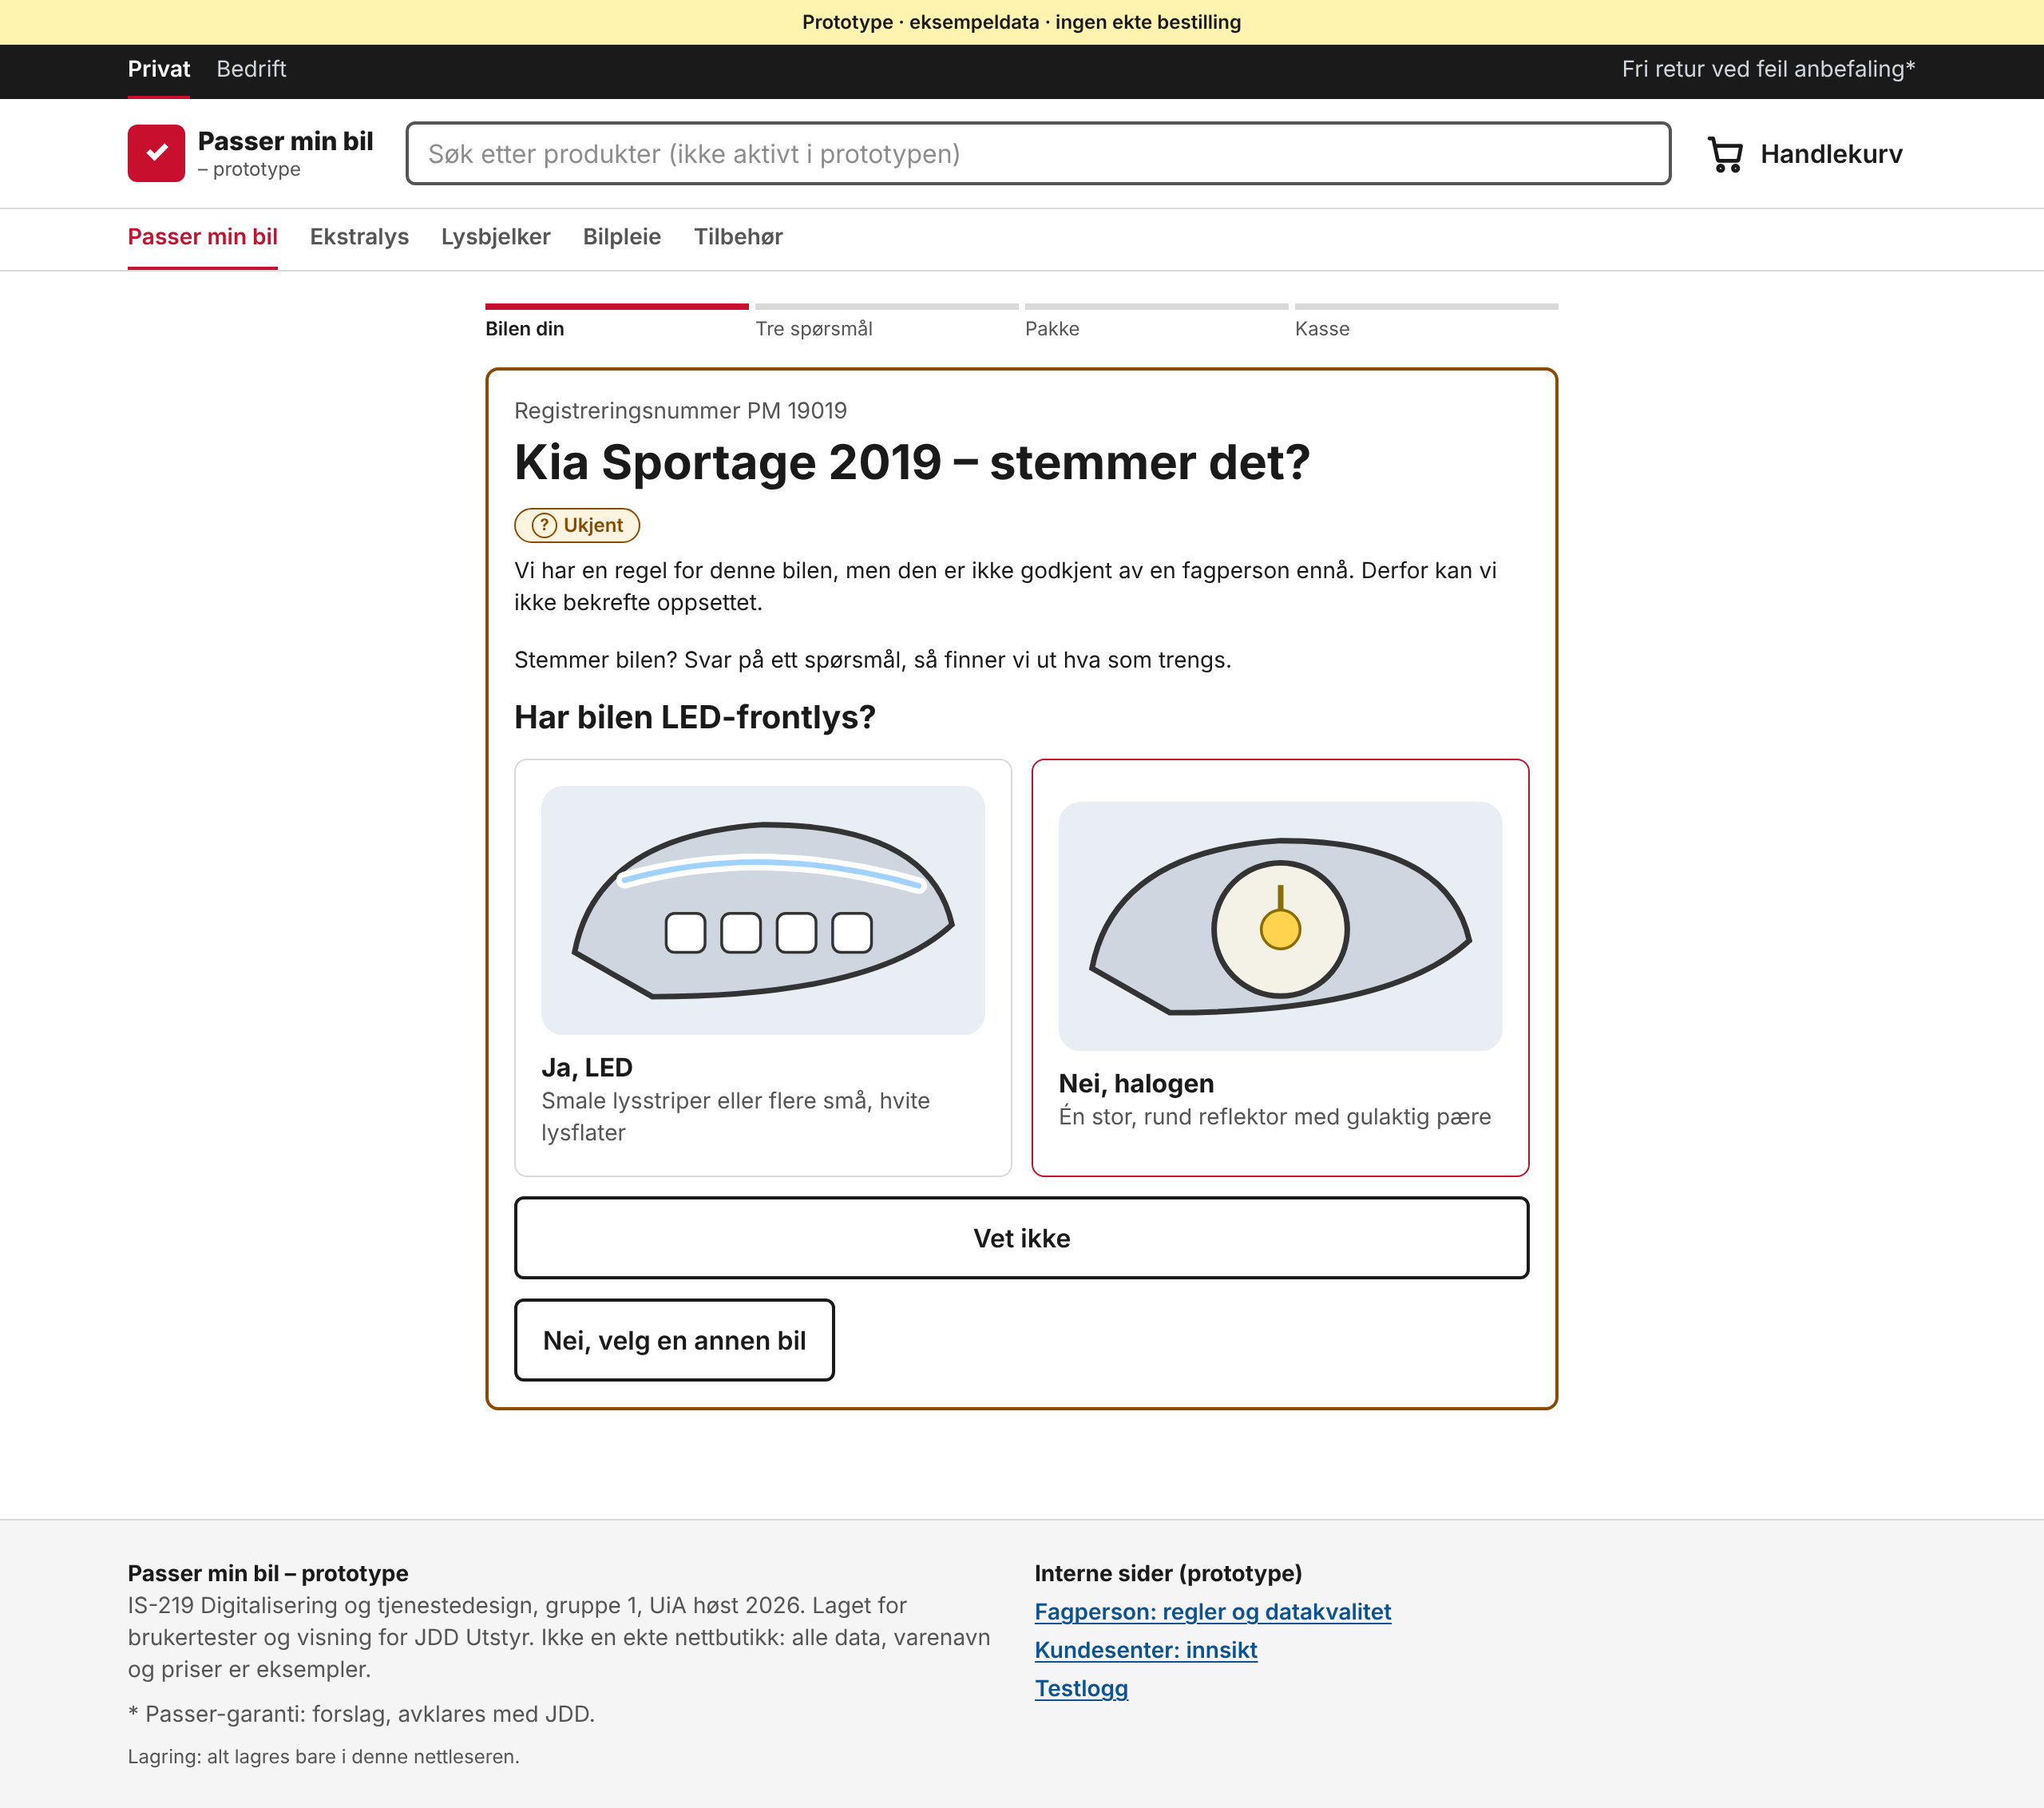 Prototype · eksempeldata · ingen ekte bestilling
Privat Bedrift Fri retur ved feil anbefaling*
Passer min bil
– prototype
Søk etter produkter (ikke aktivt i prototypen)
Handlekurv
Passer min bil Ekstralys Lysbjelker Bilpleie Tilbehør
Bilen din Tre spørsmål Pakke Kasse
Registreringsnummer PM 19019
Kia Sportage 2019 – stemmer det?
? Ukjent
Vi har en regel for denne bilen, men den er ikke godkjent av en fagperson ennå. Derfor kan vi
ikke bekrefte oppsettet.
Stemmer bilen? Svar på ett spørsmål, så finner vi ut hva som trengs.
Har bilen LED-frontlys?
Ja, LED
Smale lysstriper eller flere små, hvite
lysflater
Nei, halogen
Én stor, rund reflektor med gulaktig pære
Vet ikke
Nei, velg en annen bil
Passer min bil – prototype
IS-219 Digitalisering og tjenestedesign, gruppe 1, UiA høst 2026. Laget for
brukertester og visning for JDD Utstyr. Ikke en ekte nettbutikk: alle data, varenavn
og priser er eksempler.
* Passer-garanti: forslag, avklares med JDD.
Lagring: alt lagres bare i denne nettleseren.
Interne sider (prototype)
Fagperson: regler og datakvalitet
Kundesenter: innsikt
Testlogg